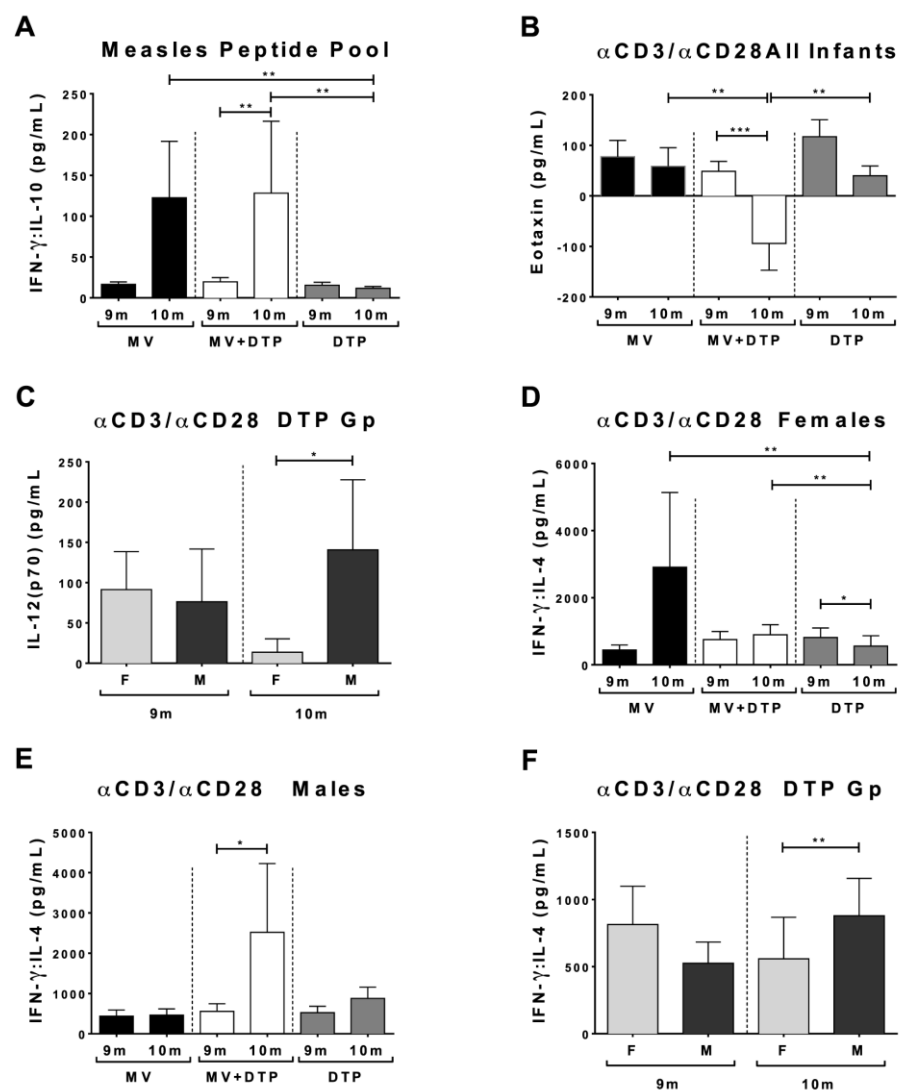 A
Measles Peptide Pool
IFN-γ:IL-10 (pg/mL)
250
200
150
100
50
0
**
**
**
9m 10m 9m 10m 9m 10m
MV MV+DTP DTP
B
αCD3/αCD28All Infants
Eotaxin (pg/mL)
200
100
0
-100
-200
**
**
***
9m 10m 9m 10m 9m 10m
MV MV+DTP DTP
C
αCD3/αCD28 DTP Gp
IL-12(p70) (pg/mL
250
200
150
100
50
0
*
F M F M
9m 10m
D
αCD3/αCD28 Females
IFN-γ:IL-4 (pg/mL)
6000
4000
2000
0
**
**
*
9m 10m 9m 10m 9m 10m
MV MV+DTP DTP
E
αCD3/αCD28 Males
IFN-γ:IL-4 (pg/mL)
5000
4000
3000
2000
1000
0
*
9m 10m 9m 10m 9m 10m
MV MV+DTP DTP
F
αCD3/αCD28 DTP Gp
IFN-γ:IL-4 (pg/mL)
1500
1000
500
0
**
F M F M
9m 10m